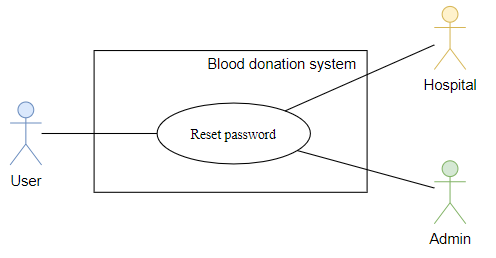 Blood donation system
Hospital
Reset password
User
Admin